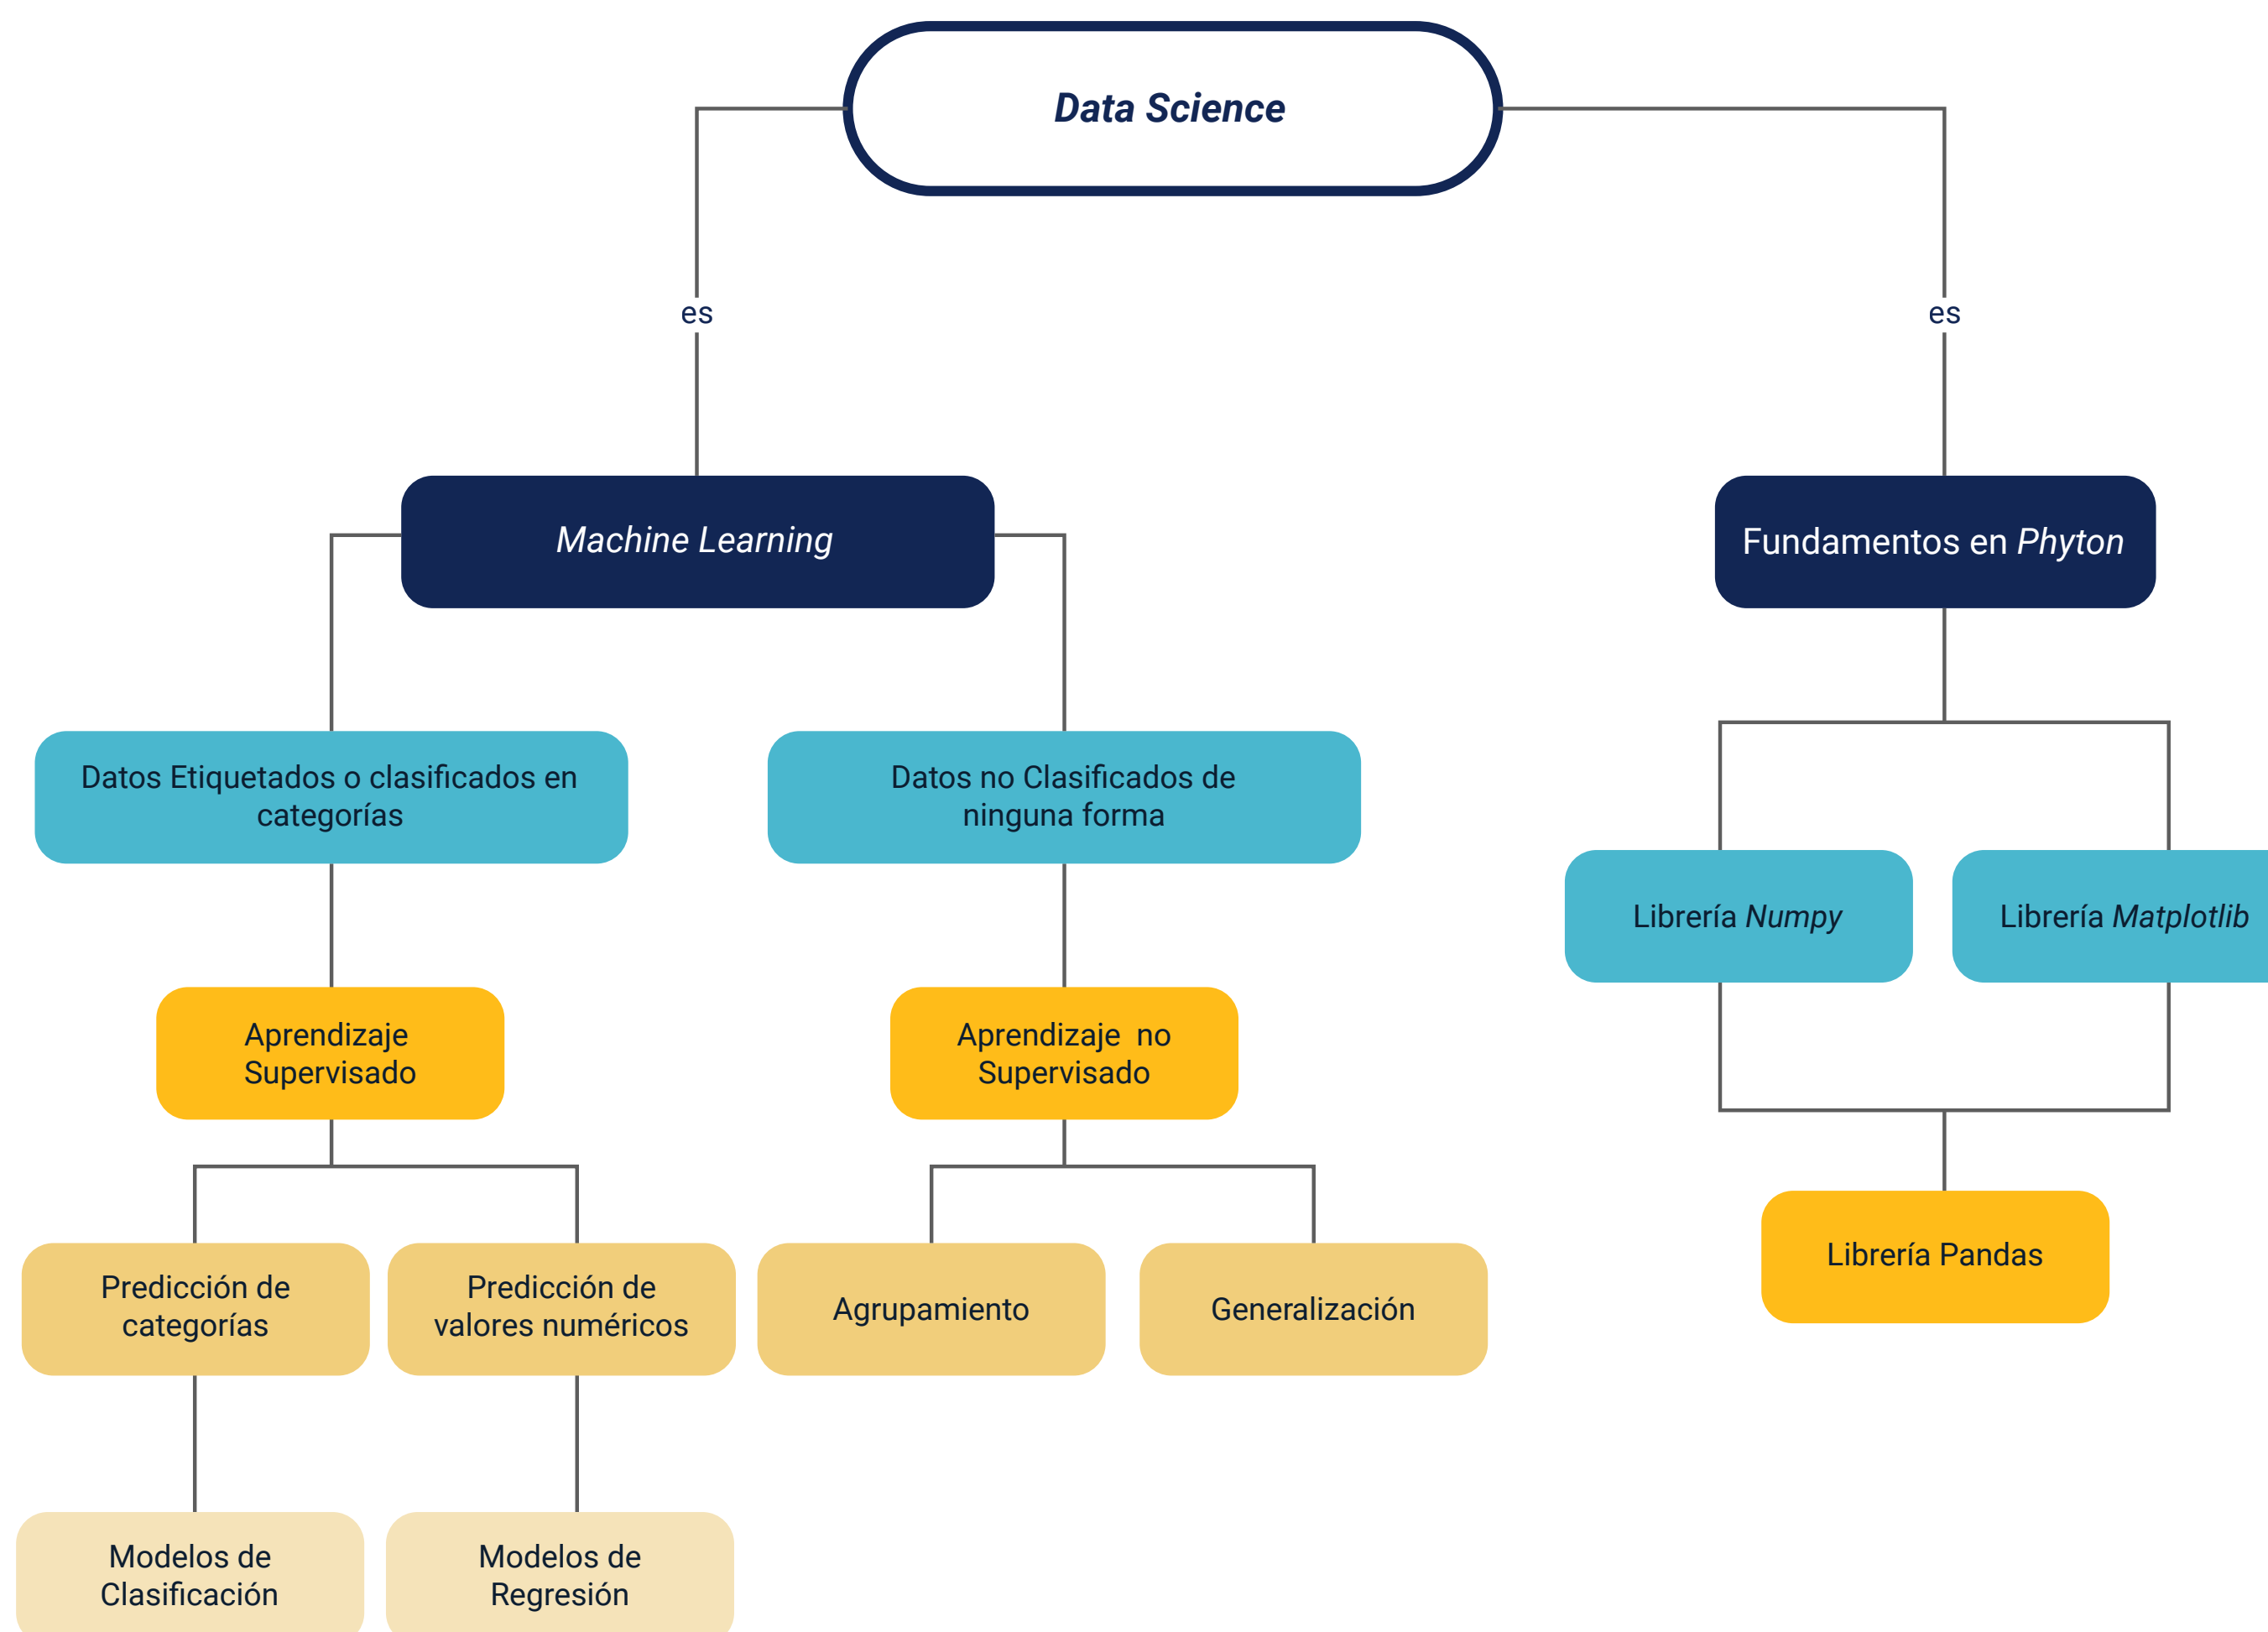 Data Science
es
es
Machine Learning
Fundamentos en Phyton
Datos Etiquetados o clasificados en
categorías
Datos no Clasificados de
ninguna forma
Librería Numpy
Librería Matplotlib
Aprendizaje
Supervisado
Aprendizaje  no
Supervisado
Librería Pandas
Predicción de
categorías
Predicción de
valores numéricos
Agrupamiento
Generalización
Modelos de
Clasificación
Modelos de
Regresión